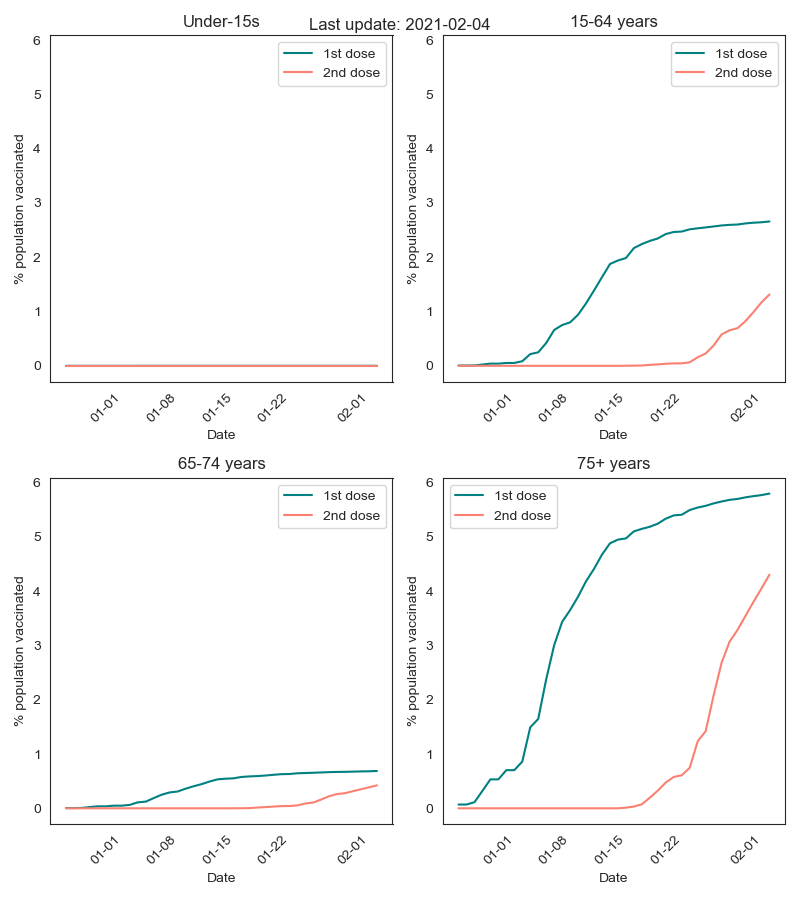 Last update: 2021-02-04
Under-15s
6
5
4
3
2
1
0
% population vaccinated
1st dose
2nd dose
01-01
01-08
01-15
01-22
02-01
Date
15-64 years
6
5
4
3
2
1
0
% population vaccinated
1st dose
2nd dose
01-01
01-08
01-15
01-22
02-01
Date
65-74 years
6
5
4
3
2
1
0
% population vaccinated
1st dose
2nd dose
01-01
01-08
01-15
01-22
02-01
Date
75+ years
6
5
4
3
2
1
0
% population vaccinated
1st dose
2nd dose
01-01
01-08
01-15
01-22
02-01
Date